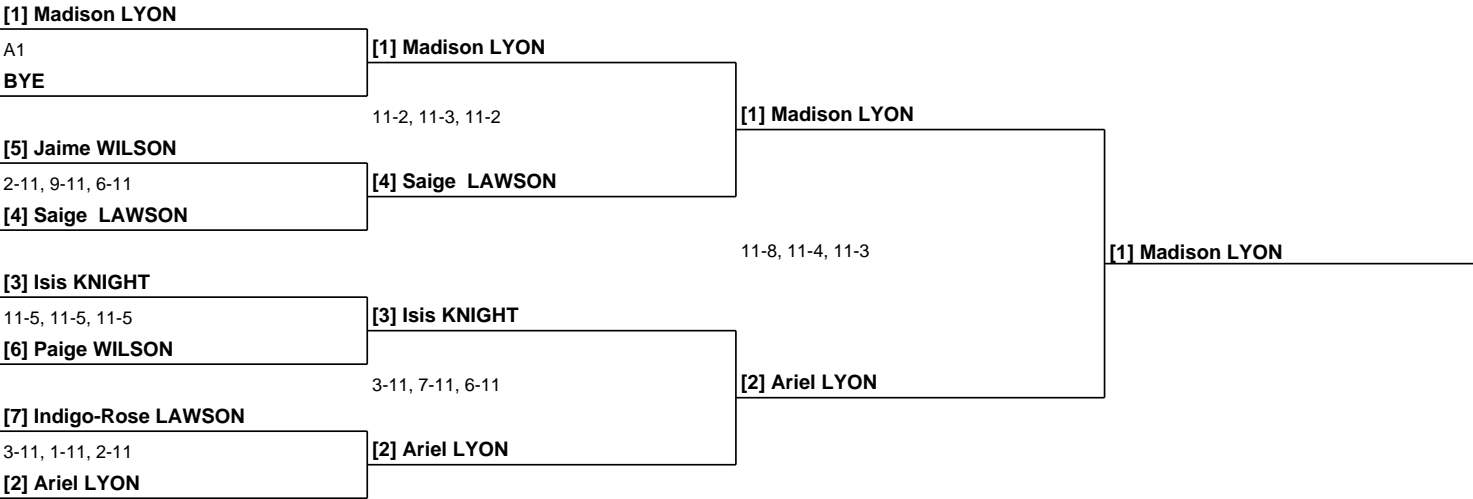 [1] Madison LYON
A1
BYE
[5] Jaime WILSON
2-11, 9-11, 6-11
[4] Saige  LAWSON
[3] Isis KNIGHT
11-5, 11-5, 11-5
[6] Paige WILSON
[7] Indigo-Rose LAWSON
3-11, 1-11, 2-11
[2] Ariel LYON
[1] Madison LYON
11-2, 11-3, 11-2
[4] Saige  LAWSON
[3] Isis KNIGHT
3-11, 7-11, 6-11
[2] Ariel LYON
[1] Madison LYON
11-8, 11-4, 11-3
[2] Ariel LYON
[1] Madison LYON